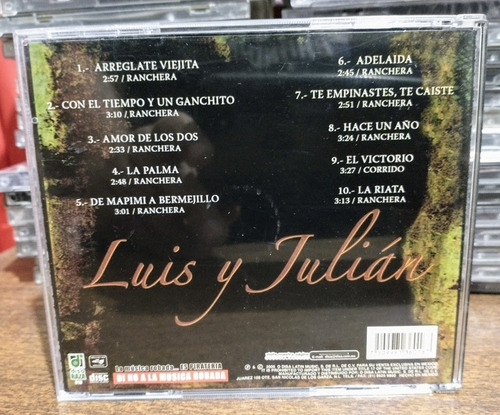 1.- ARREGLATE VIEJITA
2:57 / RANCHERA
2.- CON EL TIEMPO Y UN GANCHITO
3:10 / RANCHERA
3.- AMOR DE LOS DOS
2:33 / RANCHERA
4.- LA PALMA
2:48 / RANCHERA
5.- DE MAPIMI A BERMEJILLO
3:01 / RANCHERA
6.- ADELAIDA
2:45 / RANCHERA
7.- TE EMPINASTES, TE CAISTE
2:51 / RANCHERA
8.- HACE UN AÑO
3:24 / RANCHERA
9.- EL VICTORIO
3:27 / CORRIDO
10.- LA RIATA
3:13 / RANCHERA
Luis y Julián
La música robada... ES PIRATERIA
DI NO A LA MUSICA ROBADA